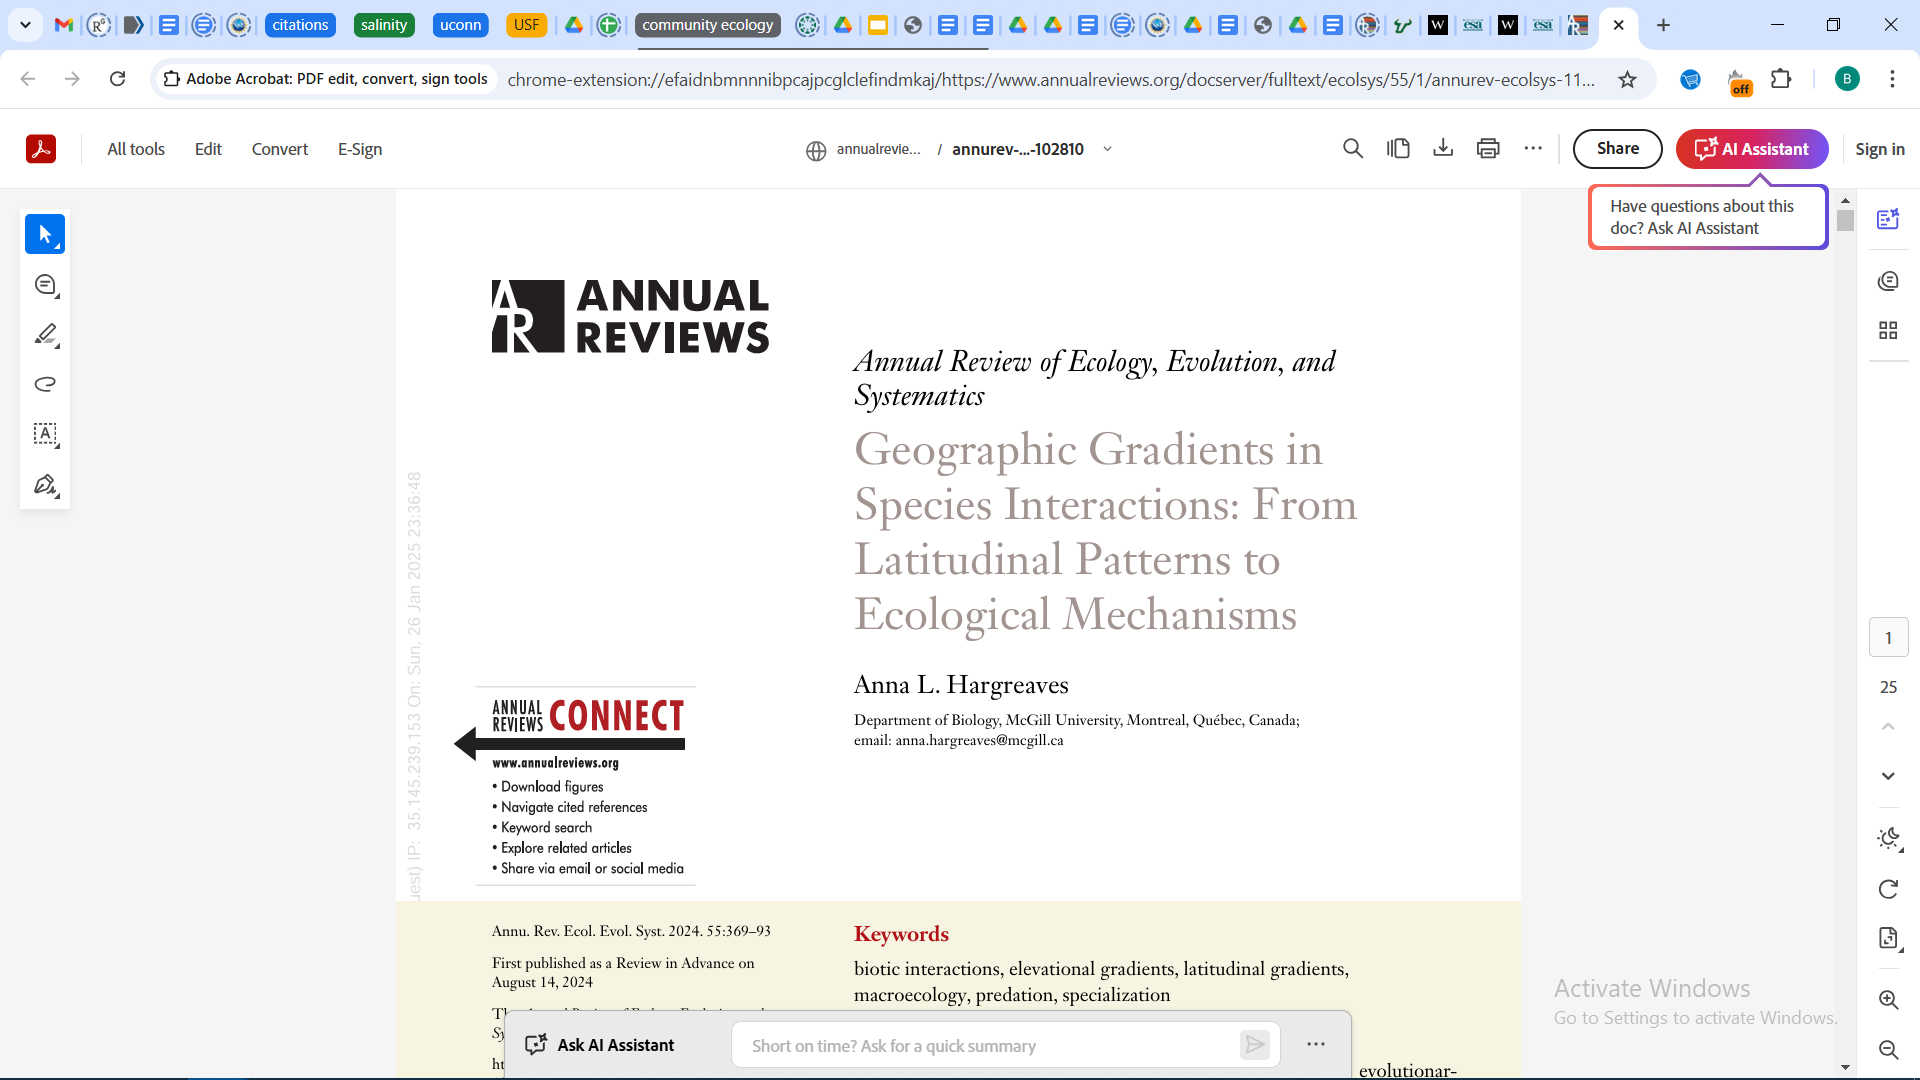 citations
salinity
uconn
USF
community ecology
W
esa
W
esa
Adobe Acrobat: PDF edit, convert, sign tools
chrome-extension://efaidnbmnnnibpcajpcglclefindmkaj/https://www.annualreviews.org/docserver/fulltext/ecolsys/55/1/annurev-ecolsys-11...
off
B
All tools
Edit
Convert
E-Sign
annualrevie... / annurev-...-102810
Share
AI Assistant
Sign in
Have questions about this
doc? Ask AI Assistant
AR
ANNUAL
REVIEWS
Annual Review of Ecology, Evolution, and
Systematics
Geographic Gradients in
Species Interactions: From
Latitudinal Patterns to
Ecological Mechanisms
Anna L. Hargreaves
Department of Biology, McGill University, Montreal, Québec, Canada;
email: anna.hargreaves@mcgill.ca
uest) IP: 35.145.239.153 On: Sun, 26 Jan 2025 23:36:48
ANNUAL
REVIEWS CONNECT
www.annualreviews.org
• Download figures
• Navigate cited references
• Keyword search
• Explore related articles
• Share via email or social media
1
25
Annu. Rev. Ecol. Evol. Syst. 2024. 55:369–93
First published as a Review in Advance on
August 14, 2024
Keywords
biotic interactions, elevational gradients, latitudinal gradients,
macroecology, predation, specialization
evolutionar-
Ask AI Assistant
Short on time? Ask for a quick summary
Activate Windows
Go to Settings to activate Windows.